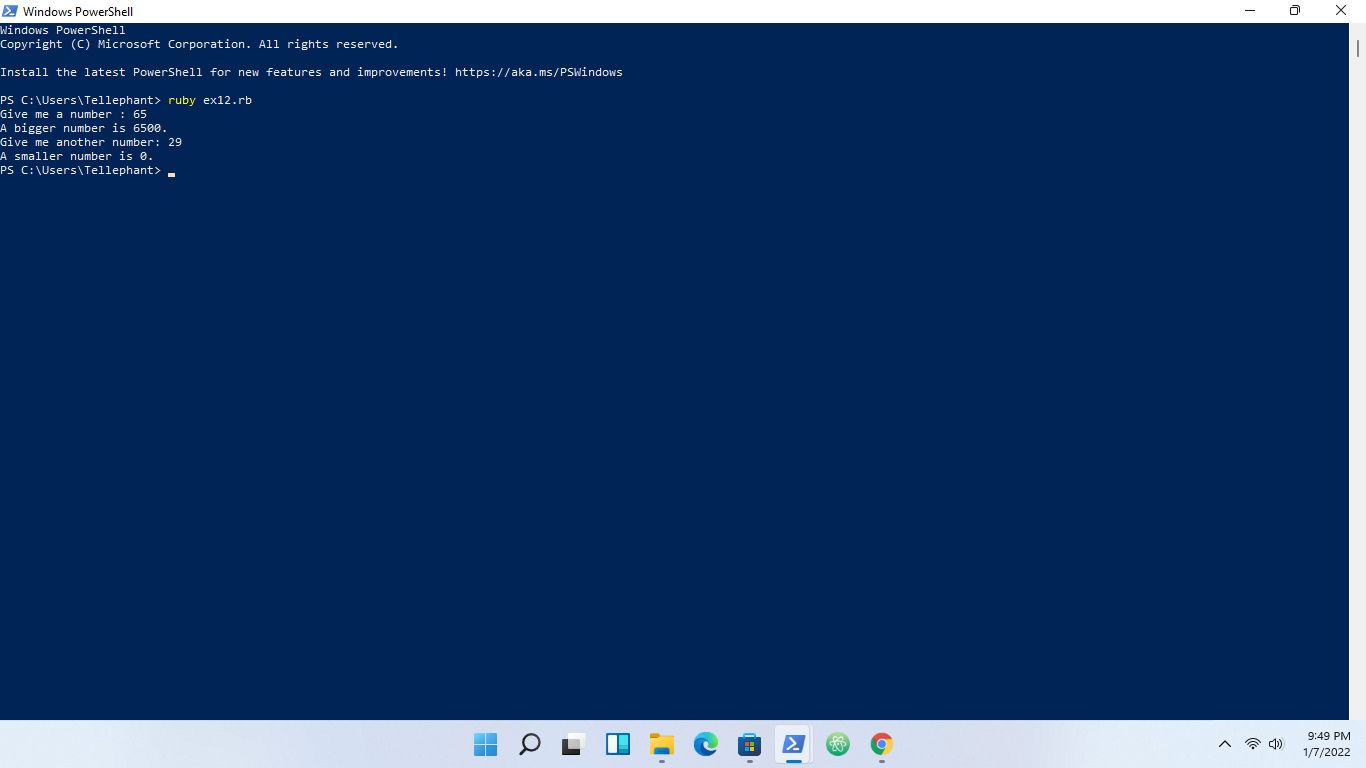 Windows PowerShell
Windows PowerShell
Copyright (C) Microsoft Corporation. All rights reserved.
Install the latest PowerShell for new features and improvements! https://aka.ms/PSWindows
PS C:\Users\Tellephant> ruby ex12.rb
Give me a number : 65
A bigger number is 6500.
Give me another number: 29
A smaller number is 0.
PS C:\Users\Tellephant>
9:49 PM
1/7/2022